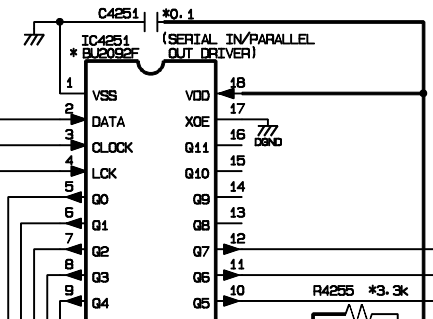 C4251 *0.1
IC4251 (SERIAL IN/PARALLEL
* BU2092F OUT DRIVER)
1 VSS VDD 18
2 DATA XOE 17
DGND
3 CLOCK Q11 16
4 LCK Q10 15
5 Q0 Q9 14
6 Q1 Q8 13
7 Q2 Q7 12
8 Q3 Q6 11
9 Q4 Q5 10
R4255 *3.3k